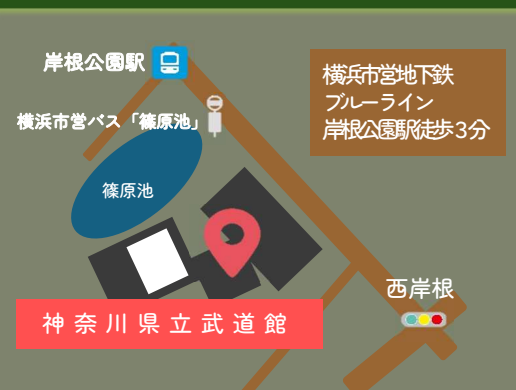 岸根公園駅
横浜市営地下鉄
ブルーライン
岸根公園駅徒歩3分
横浜市営バス「篠原池」
篠原池
西岸根
神奈川県立武道館